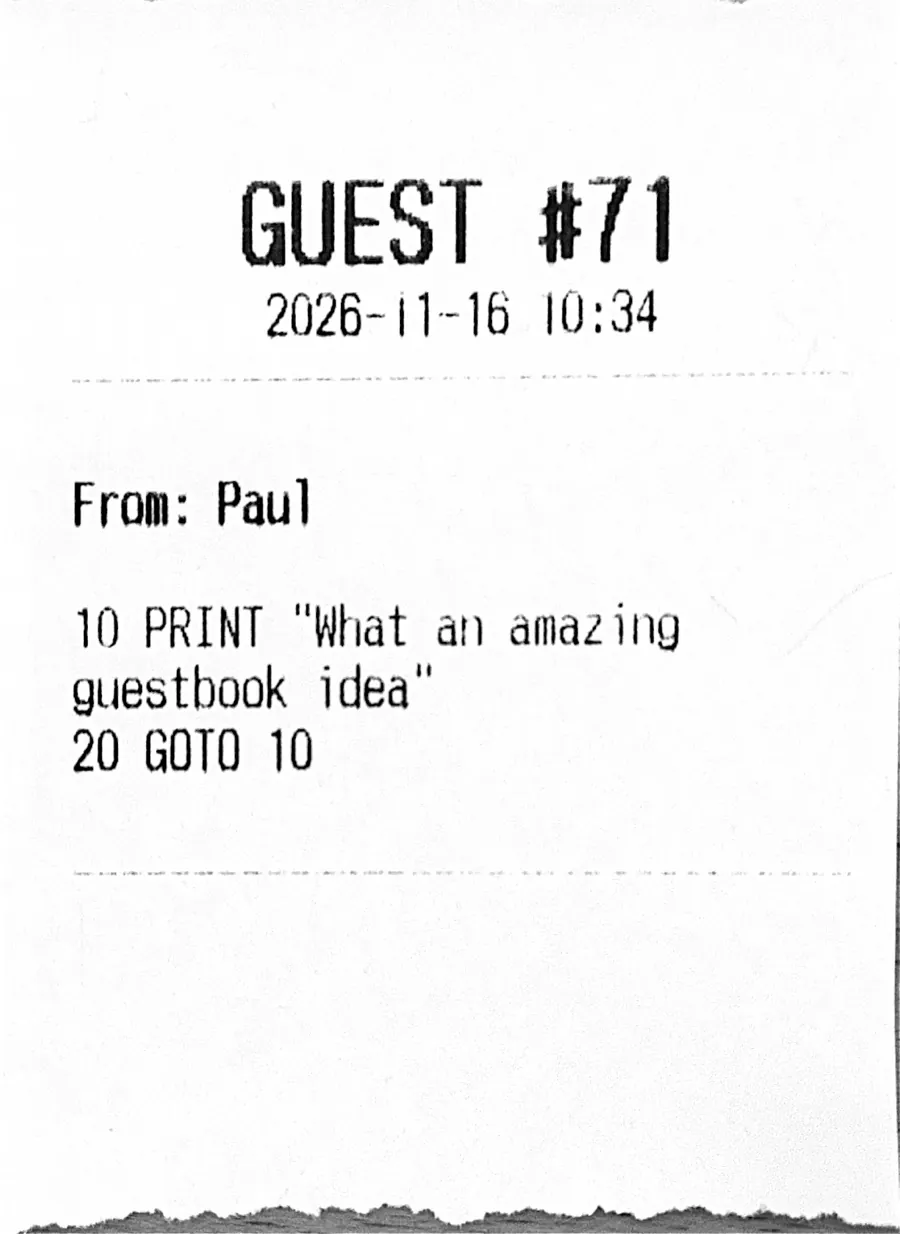 GUEST #71
2026-11-16 10:34
From: Paul
10 PRINT "What an amazing
guestbook idea"
20 GOTO 10